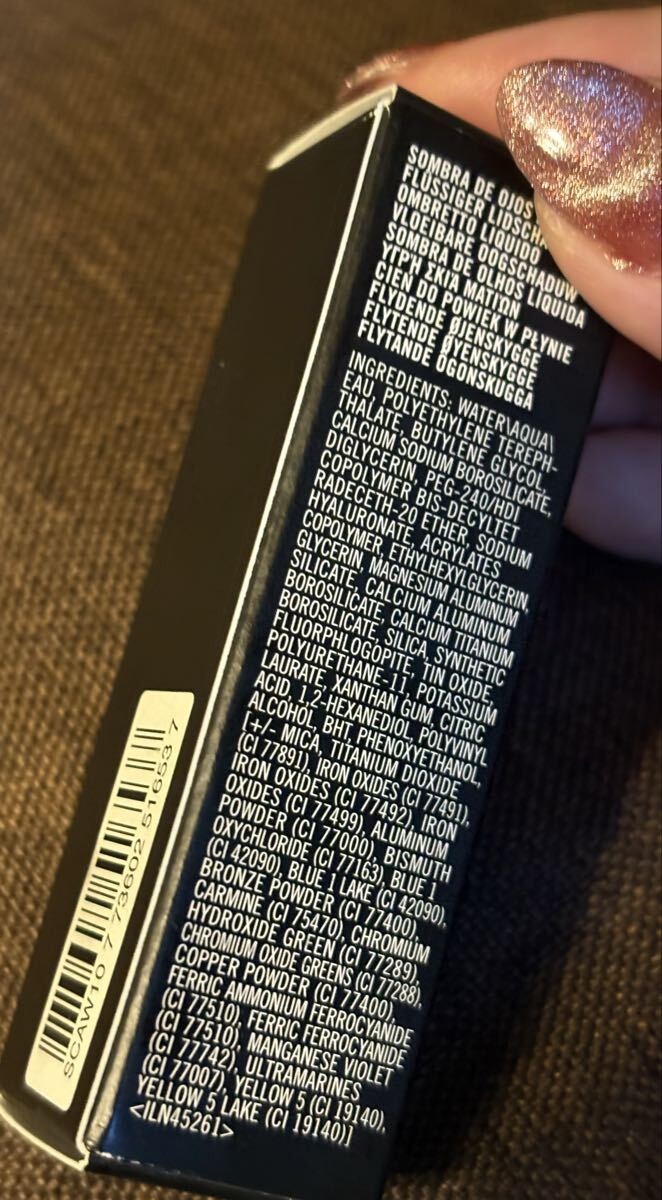 SOMBRA DE OJOS
FLÜSSIGER LIDSCHA
OMBRETTO LIQUIDO
VLOEIBARE OOGSCHADUW
SOMBRA DE OLHOS LIQUIDA
ΥΓΡΉ ΣΚΙΆ ΜΑΤΙΏΝ
CIEN DO POWIEK W PŁYNIE
FLYDENDE ØJENSKYGGE
FLYTENDE ØYENSKYGGE
FLYTANDE ÖGONSKUGGA
INGREDIENTS: WATER\AQUA\
EAU, POLYETHYLENE TEREPH-
THALATE, BUTYLENE GLYCOL,
CALCIUM SODIUM BOROSILICATE,
DIGLYCERIN, PEG-240/HDI
COPOLYMER BIS-DECYLTET
RADECETH-20 ETHER, SODIUM
HYALURONATE, ACRYLATES
COPOLYMER, ETHYLHEXYLGLYCERIN,
GLYCERIN, MAGNESIUM ALUMINUM
SILICATE, CALCIUM ALUMINUM
BOROSILICATE, CALCIUM TITANIUM
BOROSILICATE, SILICA, SYNTHETIC
FLUORPHLOGOPITE, TIN OXIDE,
POLYURETHANE-11, POTASSIUM
LAURATE, XANTHAN GUM, CITRIC
ACID, 1,2-HEXANEDIOL, POLYVINYL
ALCOHOL, BHT, PHENOXYETHANOL,
[+/- MICA, TITANIUM DIOXIDE
(CI 77891), IRON OXIDES (CI 77491),
IRON OXIDES (CI 77492), IRON
OXIDES (CI 77499), ALUMINUM
POWDER (CI 77000), BISMUTH
OXYCHLORIDE (CI 77163), BLUE 1
(CI 42090), BLUE 1 LAKE (CI 42090),
BRONZE POWDER (CI 77400),
CARMINE (CI 75470), CHROMIUM
HYDROXIDE GREEN (CI 77289),
CHROMIUM OXIDE GREENS (CI 77288),
COPPER POWDER (CI 77400),
FERRIC AMMONIUM FERROCYANIDE
(CI 77510), FERRIC FERROCYANIDE
(CI 77510), MANGANESE VIOLET
(CI 77742), ULTRAMARINES
(CI 77007), YELLOW 5 (CI 19140),
YELLOW 5 LAKE (CI 19140)]
<ILN45261>
SCAW10 7 73602 51653 7